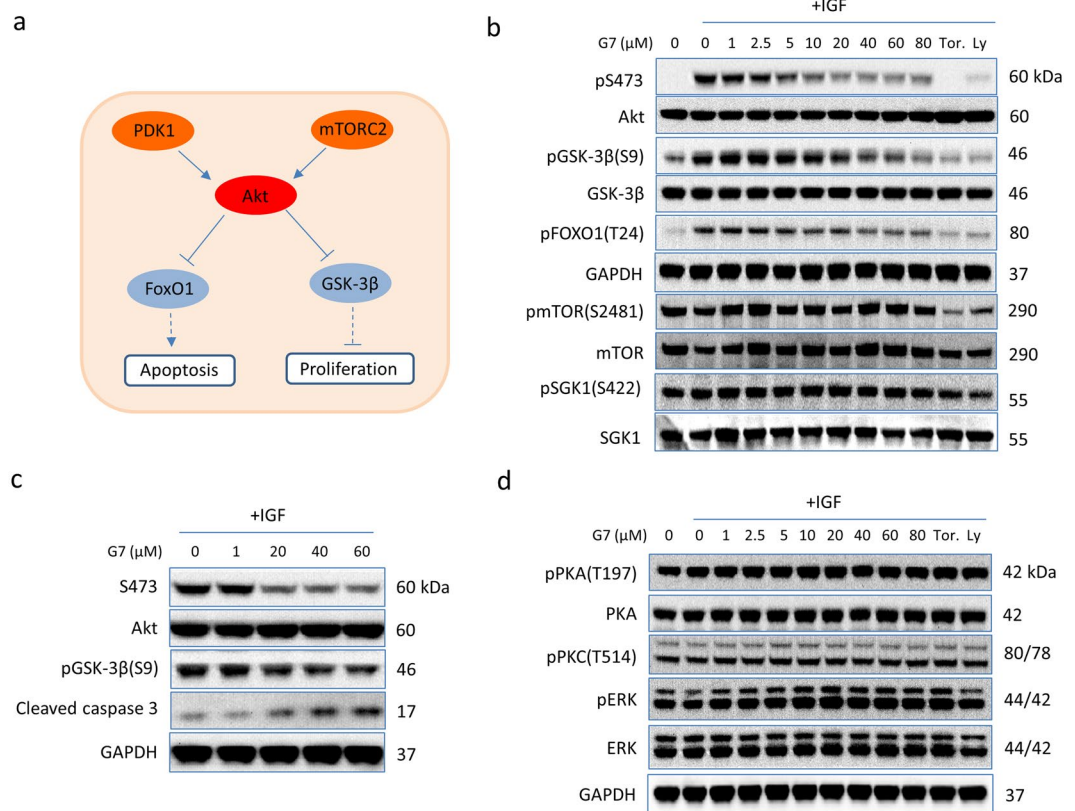 a
PDK1
mTORC2
Akt
FoxO1
GSK-3β
Apoptosis
Proliferation
b
+IGF
G7 (µM) 0 0 1 2.5 5 10 20 40 60 80 Tor. Ly
pS473 60 kDa
Akt 60
pGSK-3β(S9) 46
GSK-3β 46
pFOXO1(T24) 80
GAPDH 37
pmTOR(S2481) 290
mTOR 290
pSGK1(S422) 55
SGK1 55
c
+IGF
G7 (µM) 0 1 20 40 60
S473 60 kDa
Akt 60
pGSK-3β(S9) 46
Cleaved caspase 3 17
GAPDH 37
d
+IGF
G7 (µM) 0 0 1 2.5 5 10 20 40 60 80 Tor. Ly
pPKA(T197) 42 kDa
PKA 42
pPKC(T514) 80/78
pERK 44/42
ERK 44/42
GAPDH 37